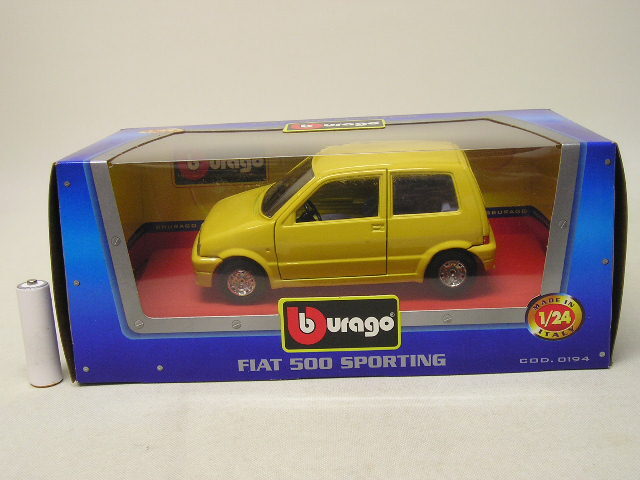 burago
burago
BURAGO
BURAGO
burago®
MADE IN
1/24
ITALY
FIAT 500 SPORTING
COD. 0194